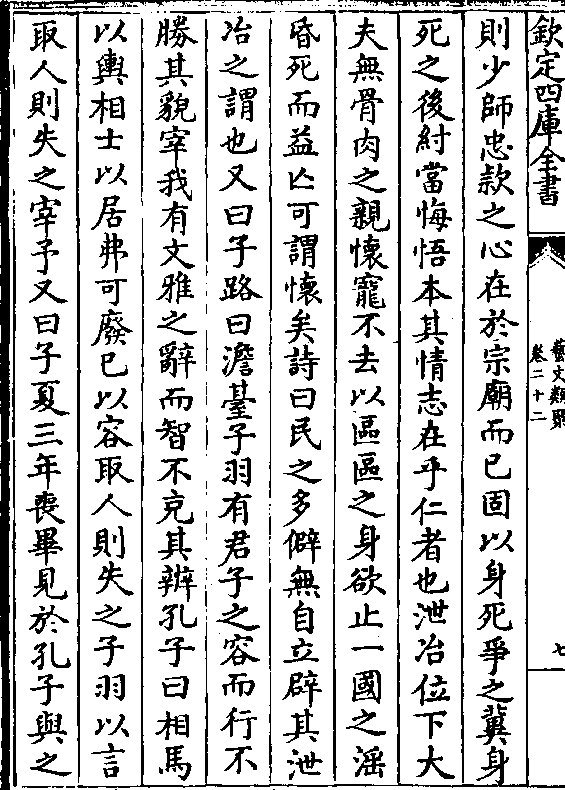 欽定四庫全書
藝文類聚
卷二十二
七
則少師忠款之心在於宗廟而已固以身死爭之冀身
死之後紂當悔悟本其情志在乎仁者也泄冶位下大
夫無骨肉之親懷寵不去以區區之身欲止一國之淫
昏死而益亾可謂懷矣詩曰民之多僻無自立辟其泄
冶之謂也又曰子路曰澹臺子羽有君子之容而行不
勝其貌宰我有文雅之辭而智不克其辯孔子曰相馬
以輿相士以居弗可廢已以容取人則失之子羽以言
取人則失之宰予又曰子夏三年喪畢見於孔子與之